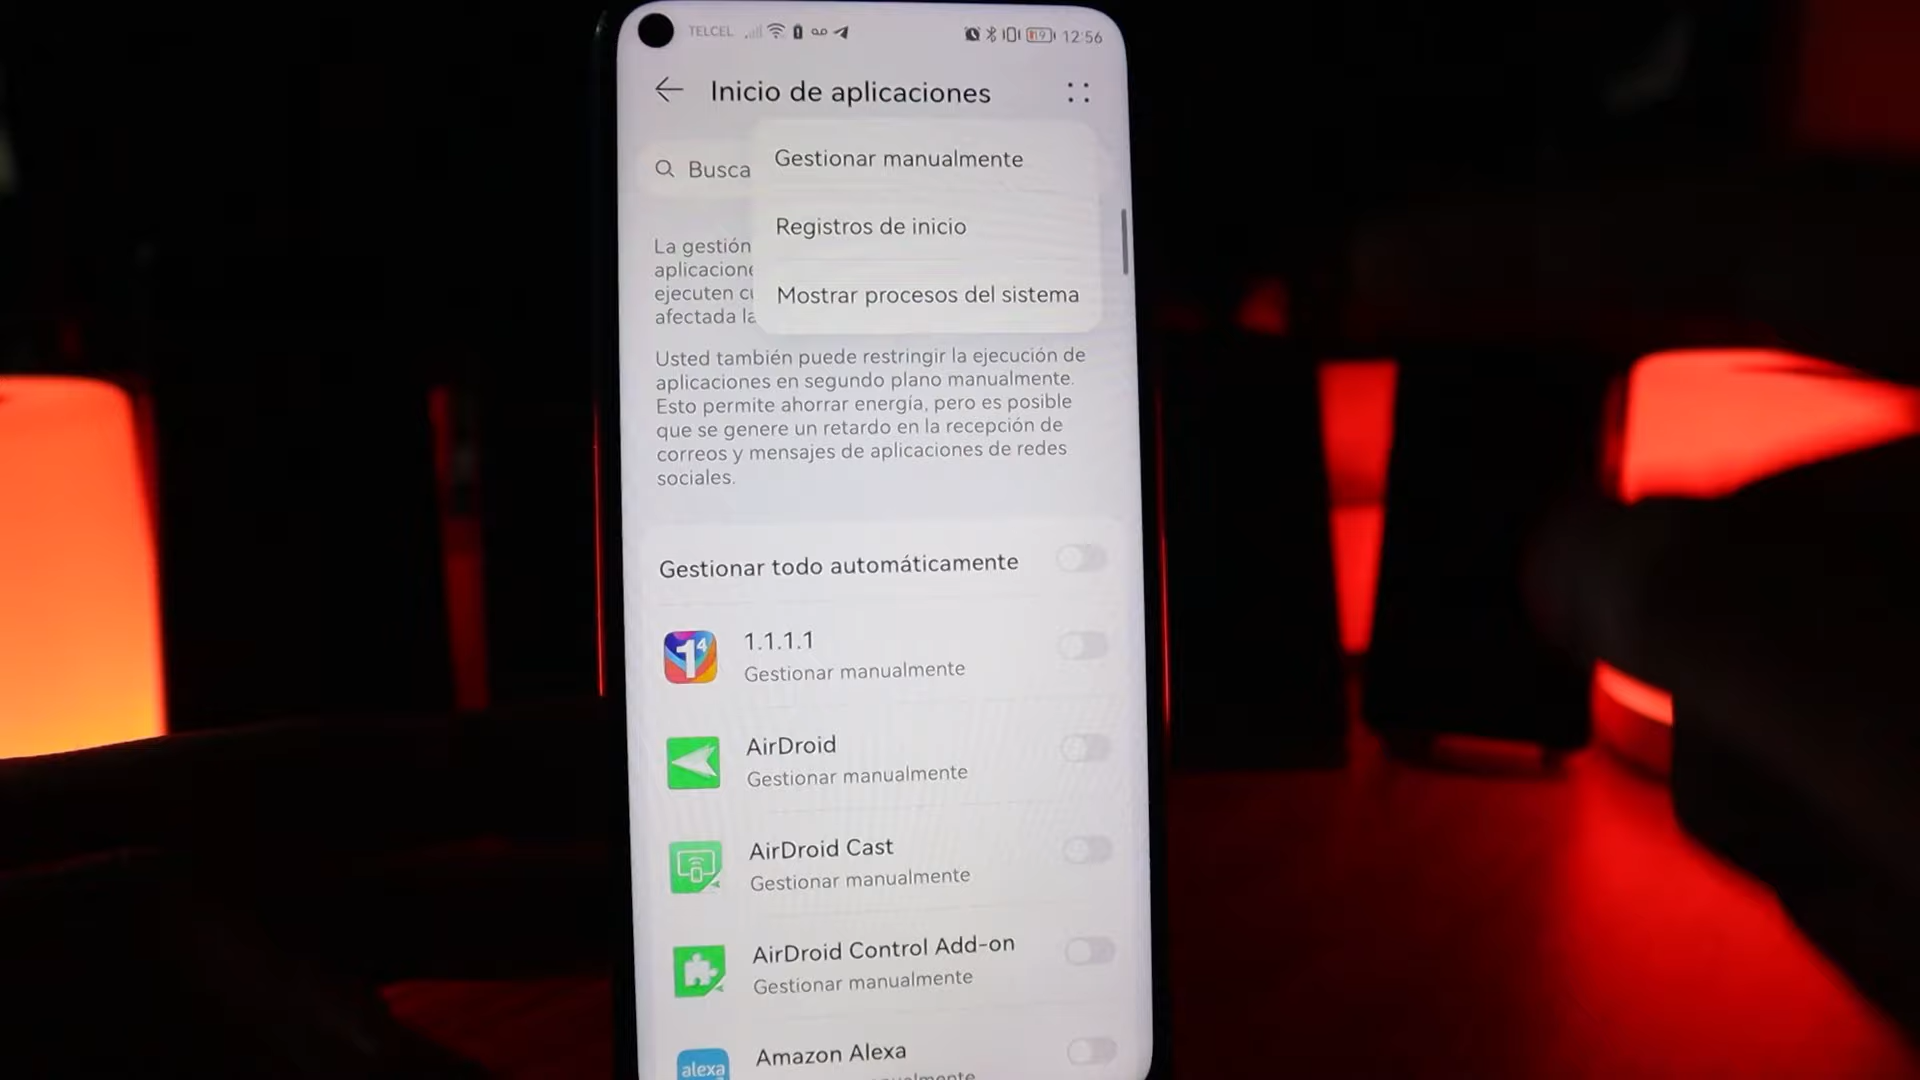 TELCEL
19
12:56
Inicio de aplicaciones
Gestionar manualmente
Registros de inicio
Mostrar procesos del sistema
Busca
La gestión
aplicacione
ejecuten
afectada
Usted también puede restringir la ejecución de
aplicaciones en segundo plano manualmente.
Esto permite ahorrar energía, pero es posible
que se genere un retardo en la recepción de
correos y mensajes de aplicaciones de redes
sociales.
Gestionar todo automáticamente
1.1.1.1
Gestionar manualmente
AirDroid
Gestionar manualmente
AirDroid Cast
Gestionar manualmente
AirDroid Control Add-on
Gestionar manualmente
Amazon Alexa
alexa